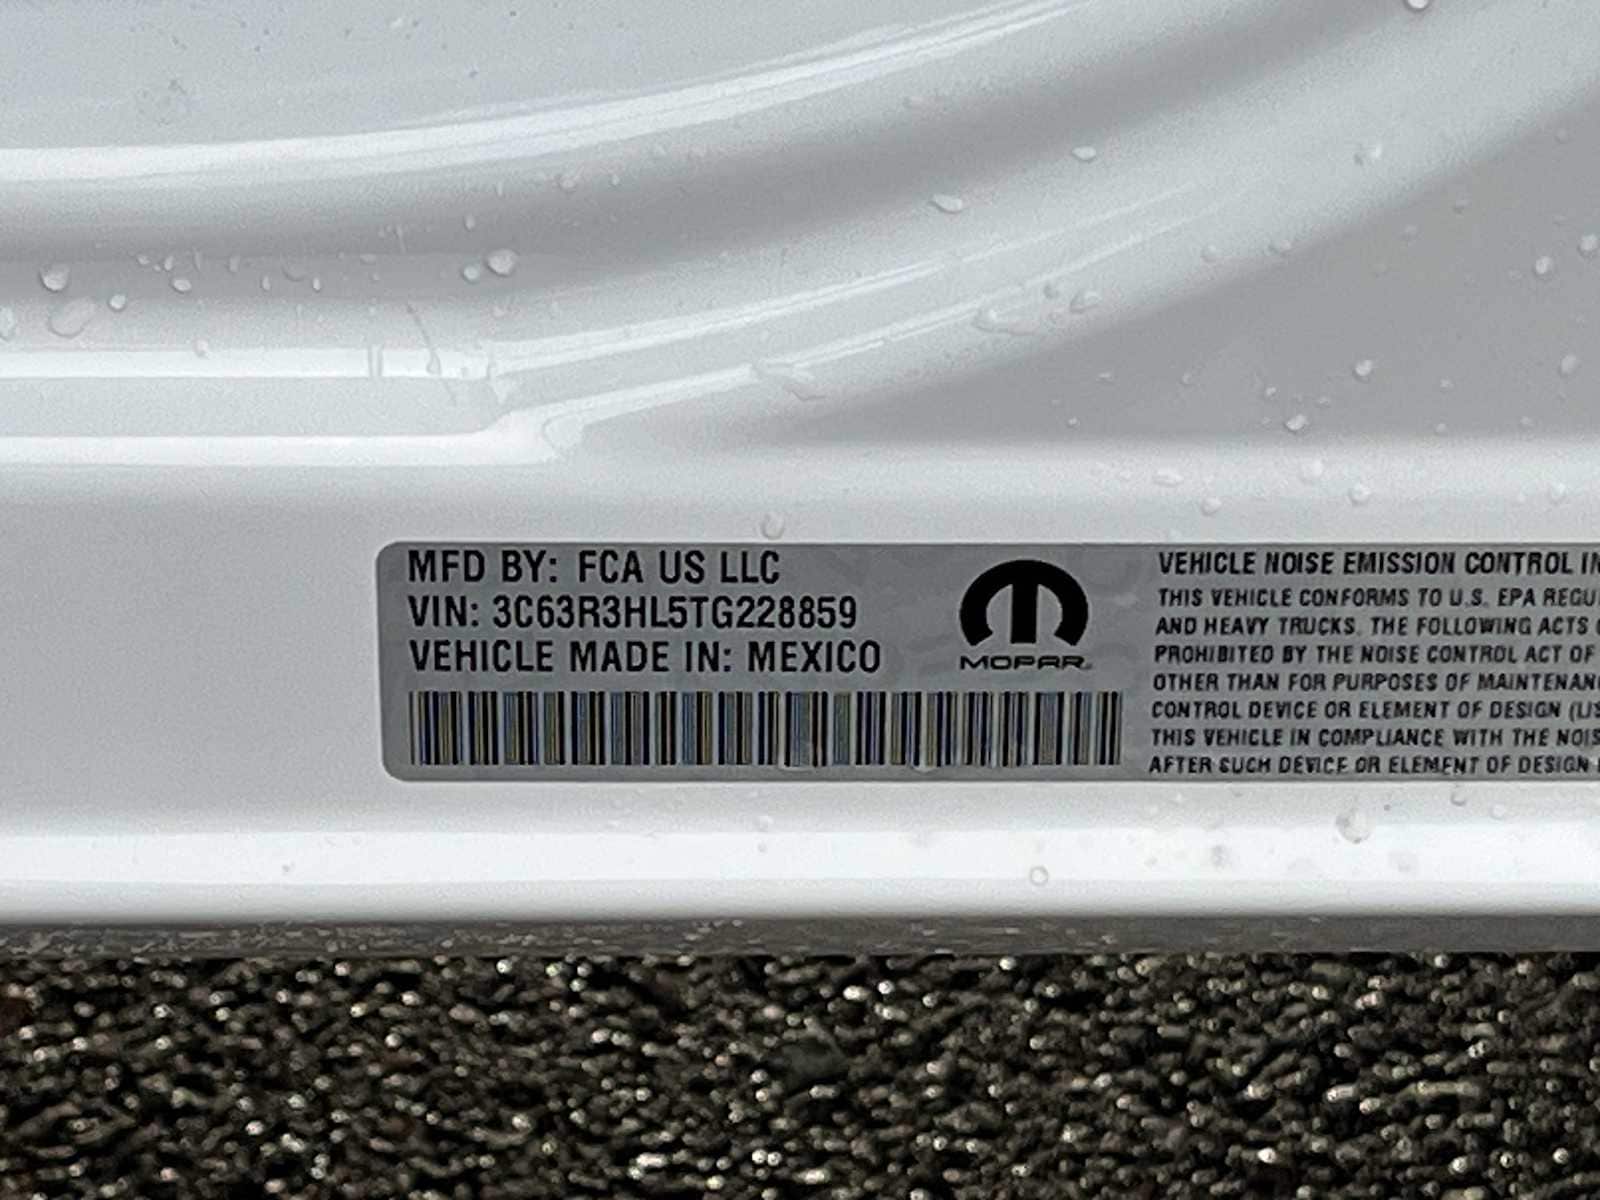 MFD BY: FCA US LLC
VIN: 3C63R3HL5TG228859
VEHICLE MADE IN: MEXICO
MOPAR
VEHICLE NOISE EMISSION CONTROL
THIS VEHICLE CONFORMS TO U.S. EPA
AND HEAVY TRUCKS. THE FOLLOWING ACTS
PROHIBITED BY THE NOISE CONTROL ACT OF
OTHER THAN FOR PURPOSES OF
CONTROL DEVICE OR ELEMENT OF DESIGN
THIS VEHICLE IN COMPLIANCE WITH THE
AFTER SUCH DEVICE OR ELEMENT OF DESIGN